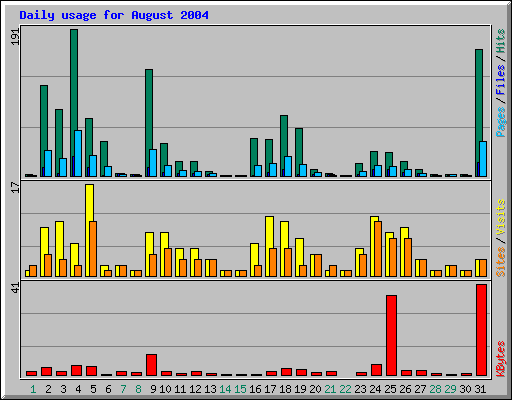 Daily usage for August 2004
191
Pages / Files / Hits
17
Sites / Visits
41
KBytes
1 2 3 4 5 6 7 8 9 10 11 12 13 14 15 16 17 18 19 20 21 22 23 24 25 26 27 28 29 30 31